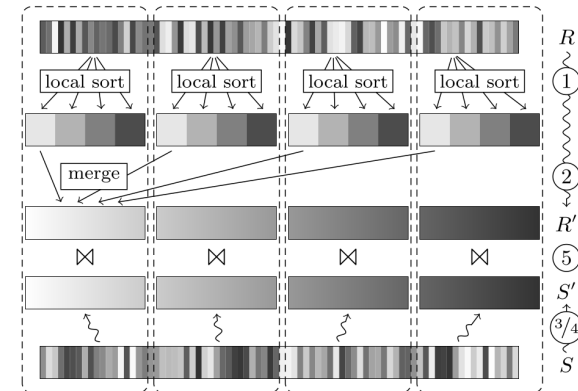 R
local sort local sort local sort local sort
1
merge
2
R′
⋈ ⋈ ⋈ ⋈ 5
S′
3/4
S